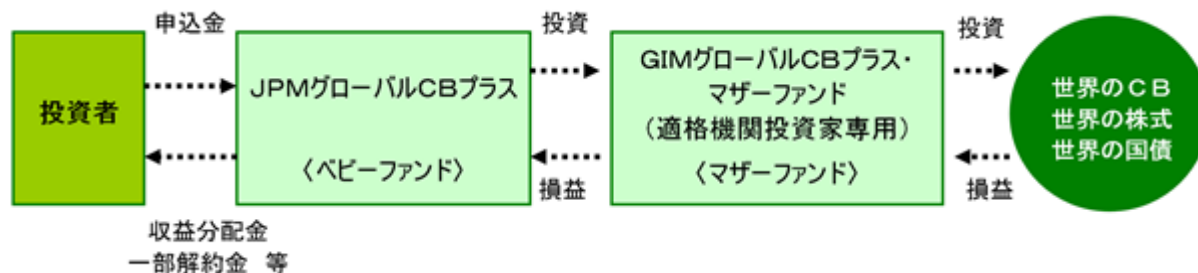 申込金
投資
投資
投資者
JPMグローバルCBプラス
〈ベビーファンド〉
GIMグローバルCBプラス・
マザーファンド
(適格機関投資家専用)
〈マザーファンド〉
世界のCB
世界の株式
世界の国債
損益
損益
収益分配金
一部解約金 等